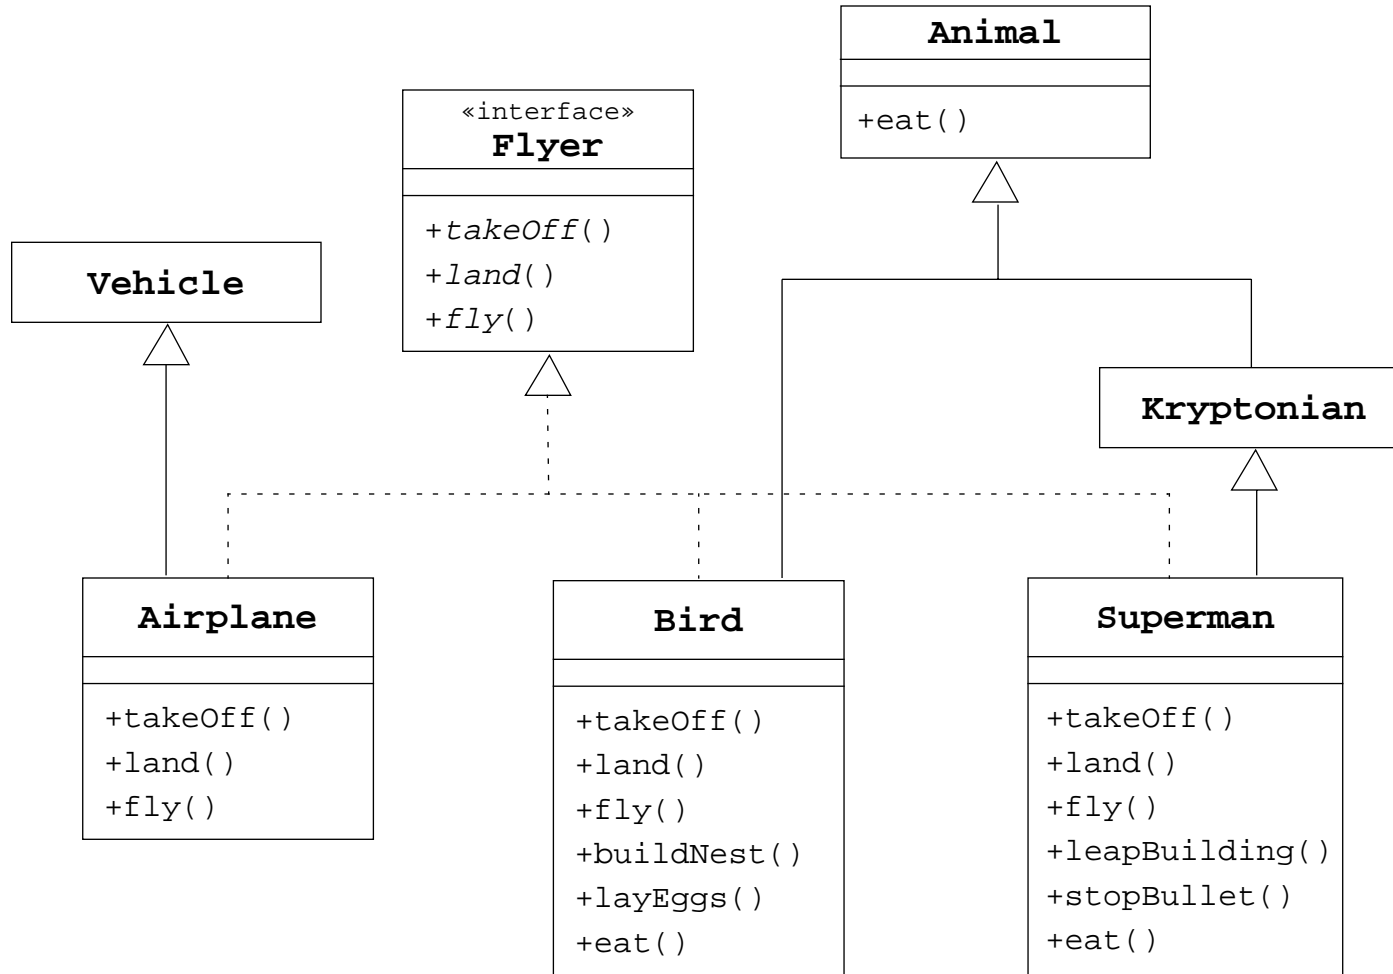 Animal
+eat()
«interface»
Flyer
+takeOff()
+land()
+fly()
Vehicle
Kryptonian
Airplane
+takeOff()
+land()
+fly()
Bird
+takeOff()
+land()
+fly()
+buildNest()
+layEggs()
+eat()
Superman
+takeOff()
+land()
+fly()
+leapBuilding()
+stopBullet()
+eat()